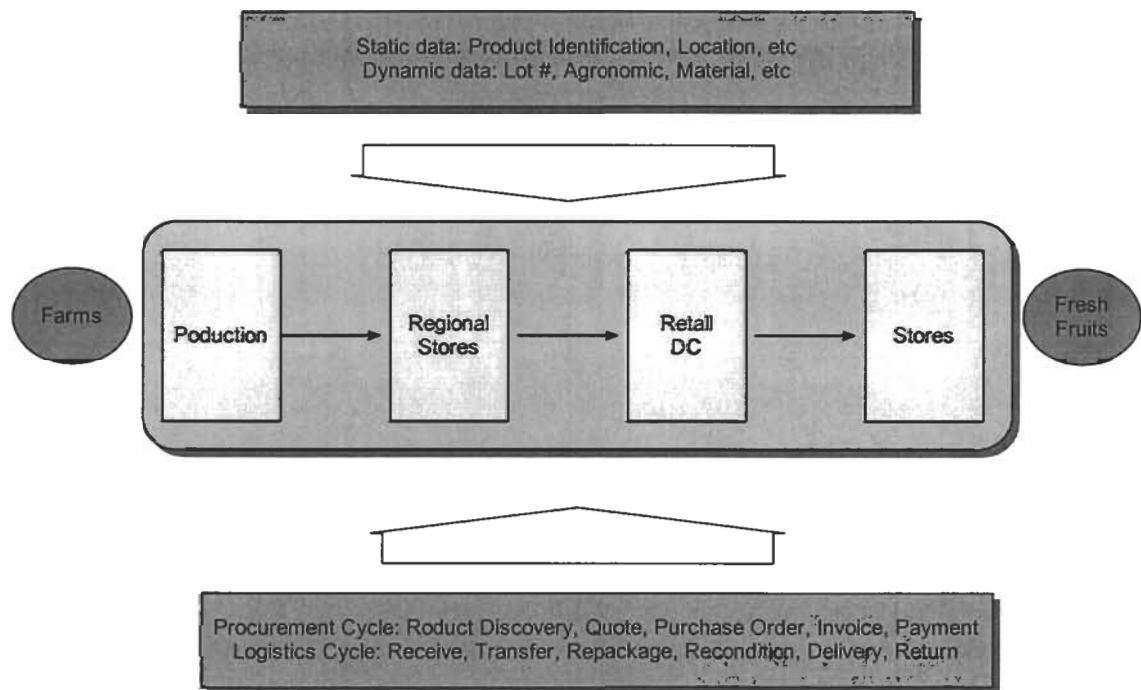 Static data: Product Identification, Location, etc
Dynamic data: Lot #, Agronomic, Material, etc
Farms
Poduction
Regional
Stores
Retall
DC
Stores
Fresh
Fruits
Procurement Cycle: Roduct Discovery, Quote, Purchase Order, Invoice, Payment
Logistics Cycle: Receive, Transfer, Repackage, Recondition, Delivery, Return